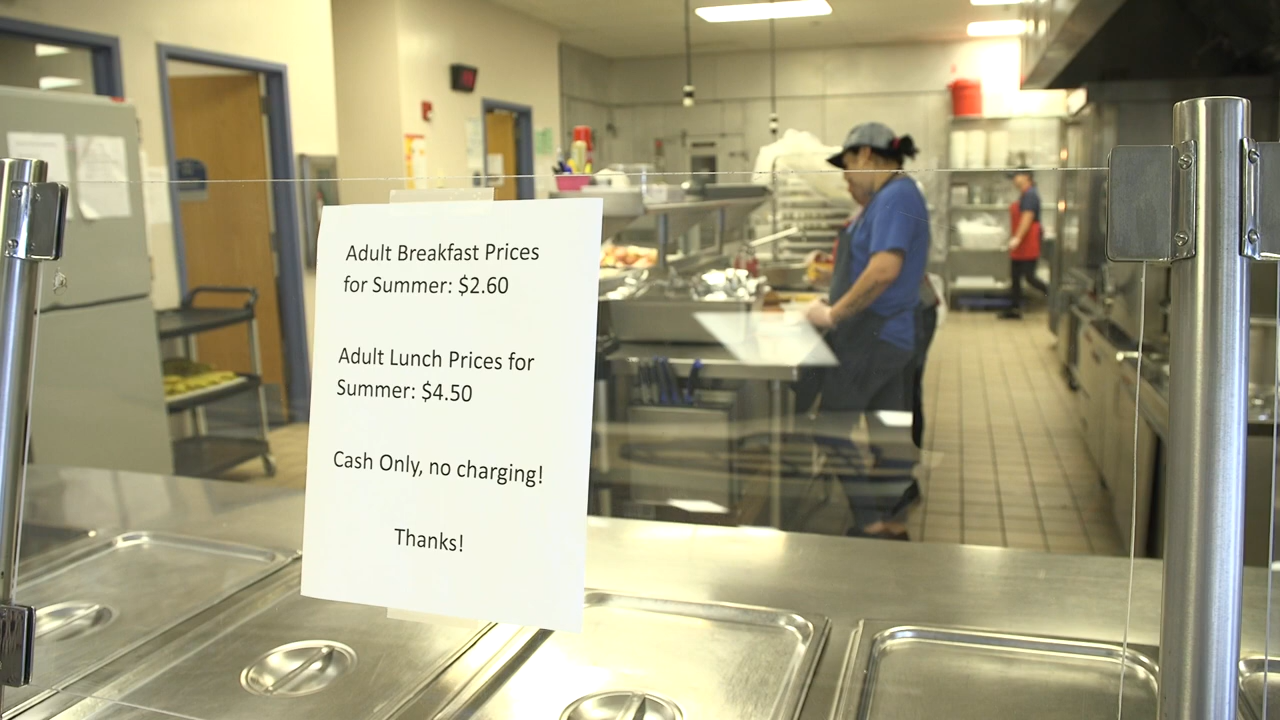 Adult Breakfast Prices
for Summer: $2.60
Adult Lunch Prices for
Summer: $4.50
Cash Only, no charging!
Thanks!